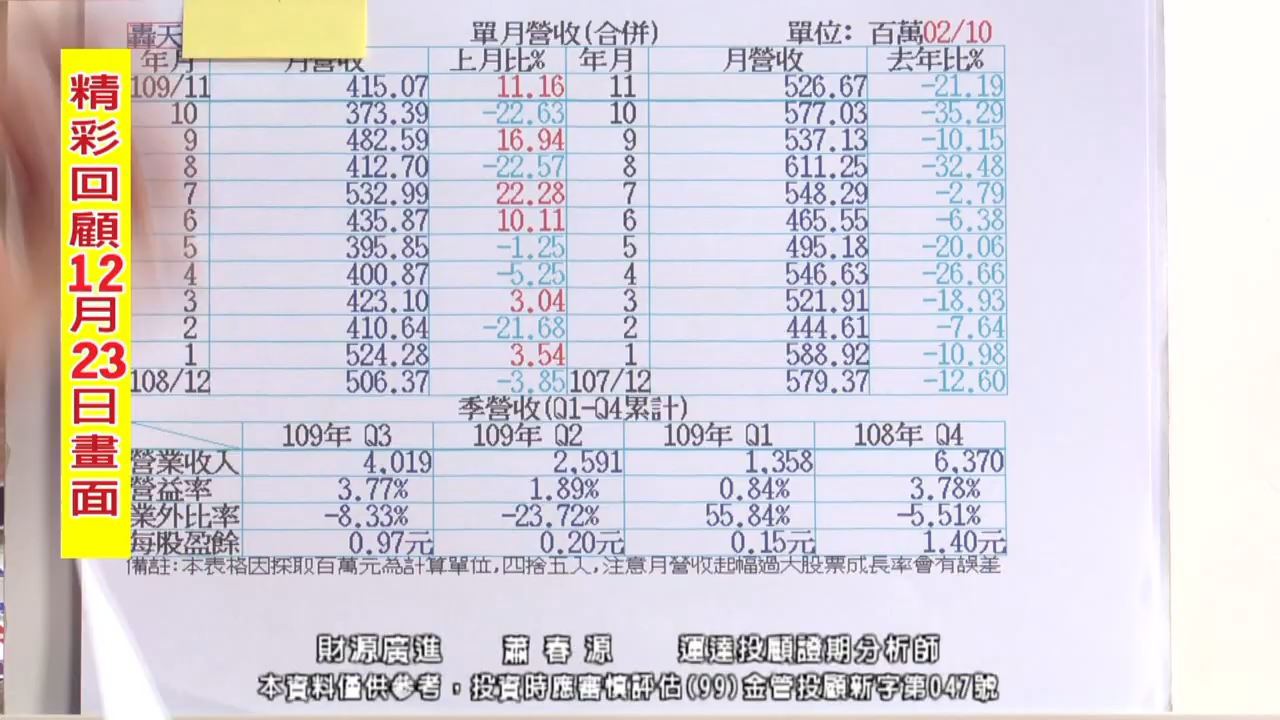 轟天 單月營收(合併) 單位: 百萬02/10
年月 月營收 上月比% 年月 月營收 去年比%
109/11 415.07 11.16 11 526.67 -21.19
10 373.39 -22.63 10 577.03 -35.29
9 482.59 16.94 9 537.13 -10.15
8 412.70 -22.57 8 611.25 -32.48
7 532.99 22.28 7 548.29 -2.79
6 435.87 10.11 6 465.55 -6.38
5 395.85 -1.25 5 495.18 -20.06
4 400.87 -5.25 4 546.63 -26.66
3 423.10 3.04 3 521.91 -18.93
2 410.64 -21.68 2 444.61 -7.64
1 524.28 3.54 1 588.92 -10.98
108/12 506.37 -3.85 107/12 579.37 -12.60
季營收(Q1-Q4累計)
109年 Q3 109年 Q2 109年 Q1 108年 Q4
營業收入 4,019 2,591 1,358 6,370
營益率 3.77% 1.89% 0.84% 3.78%
業外比率 -8.33% -23.72% 55.84% -5.51%
每股盈餘 0.97元 0.20元 0.15元 1.40元
備註:本表格因採取百萬元為計算單位,四捨五入,注意月營收起幅過大股票成長率會有誤差
精彩回顧12月23日畫面
財源廣進 蕭春源 運達投顧證期分析師
本資料僅供參考，投資時應審慎評估(99)金管投顧新字第047號